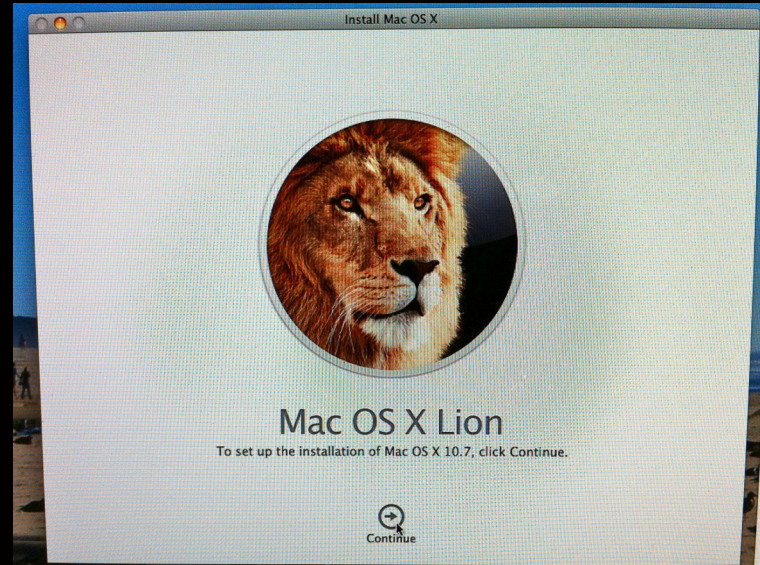 Install Mac OS X
Mac OS X Lion
To set up the installation of Mac OS X 10.7, click Continue.
Continue